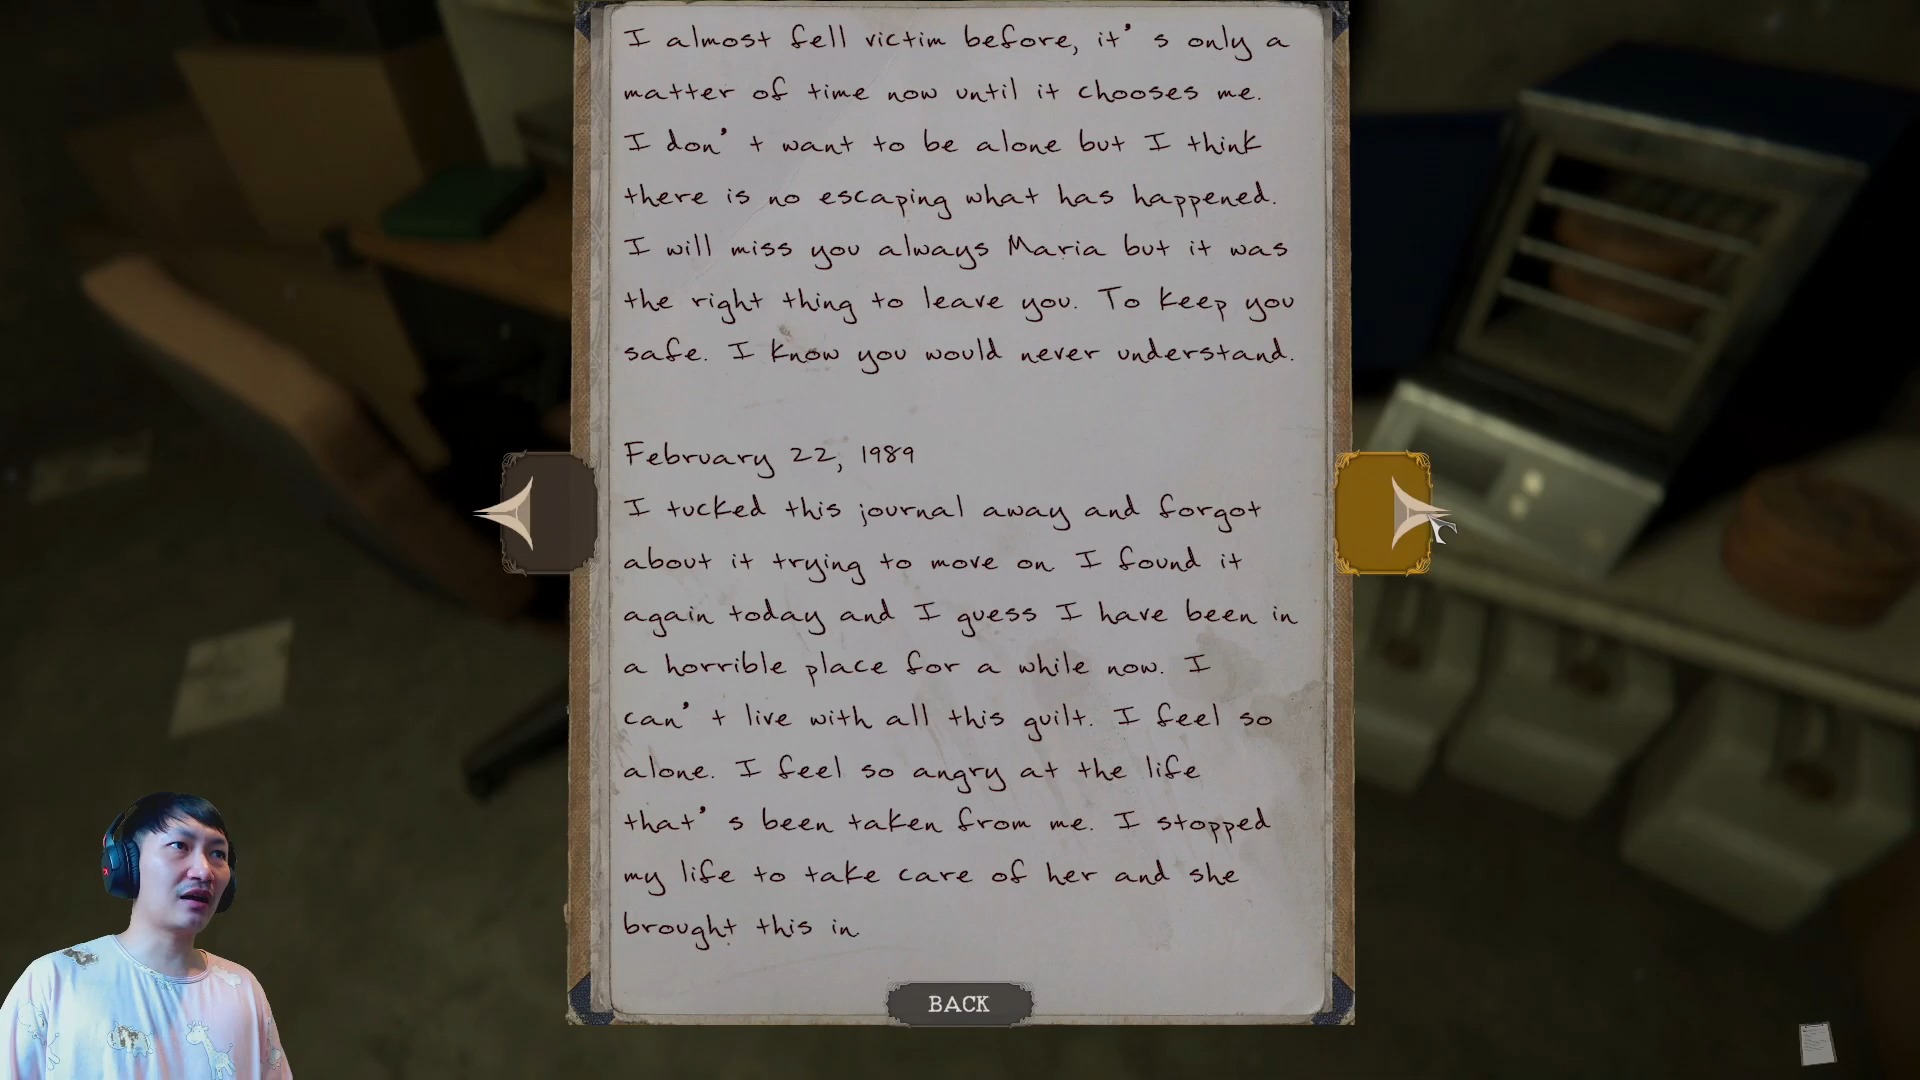 I almost fell victim before, it's only a
matter of time now until it chooses me.
I don't want to be alone but I think
there is no escaping what has happened.
I will miss you always Maria but it was
the right thing to leave you. To keep you
safe. I know you would never understand.
February 22, 1989
I tucked this journal away and forgot
about it trying to move on I found it
again today and I guess I have been in
a horrible place for a while now. I
can't live with all this guilt. I feel so
alone. I feel so angry at the life
that's been taken from me. I stopped
my life to take care of her and she
brought this in
BACK